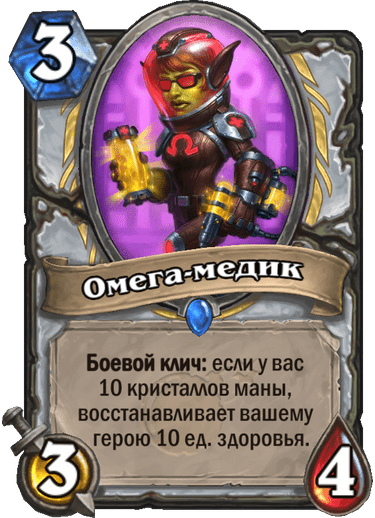 3
Омега-медик
Боевой клич: если у вас
10 кристаллов маны,
восстанавливает вашему
герою 10 ед. здоровья.
3
4